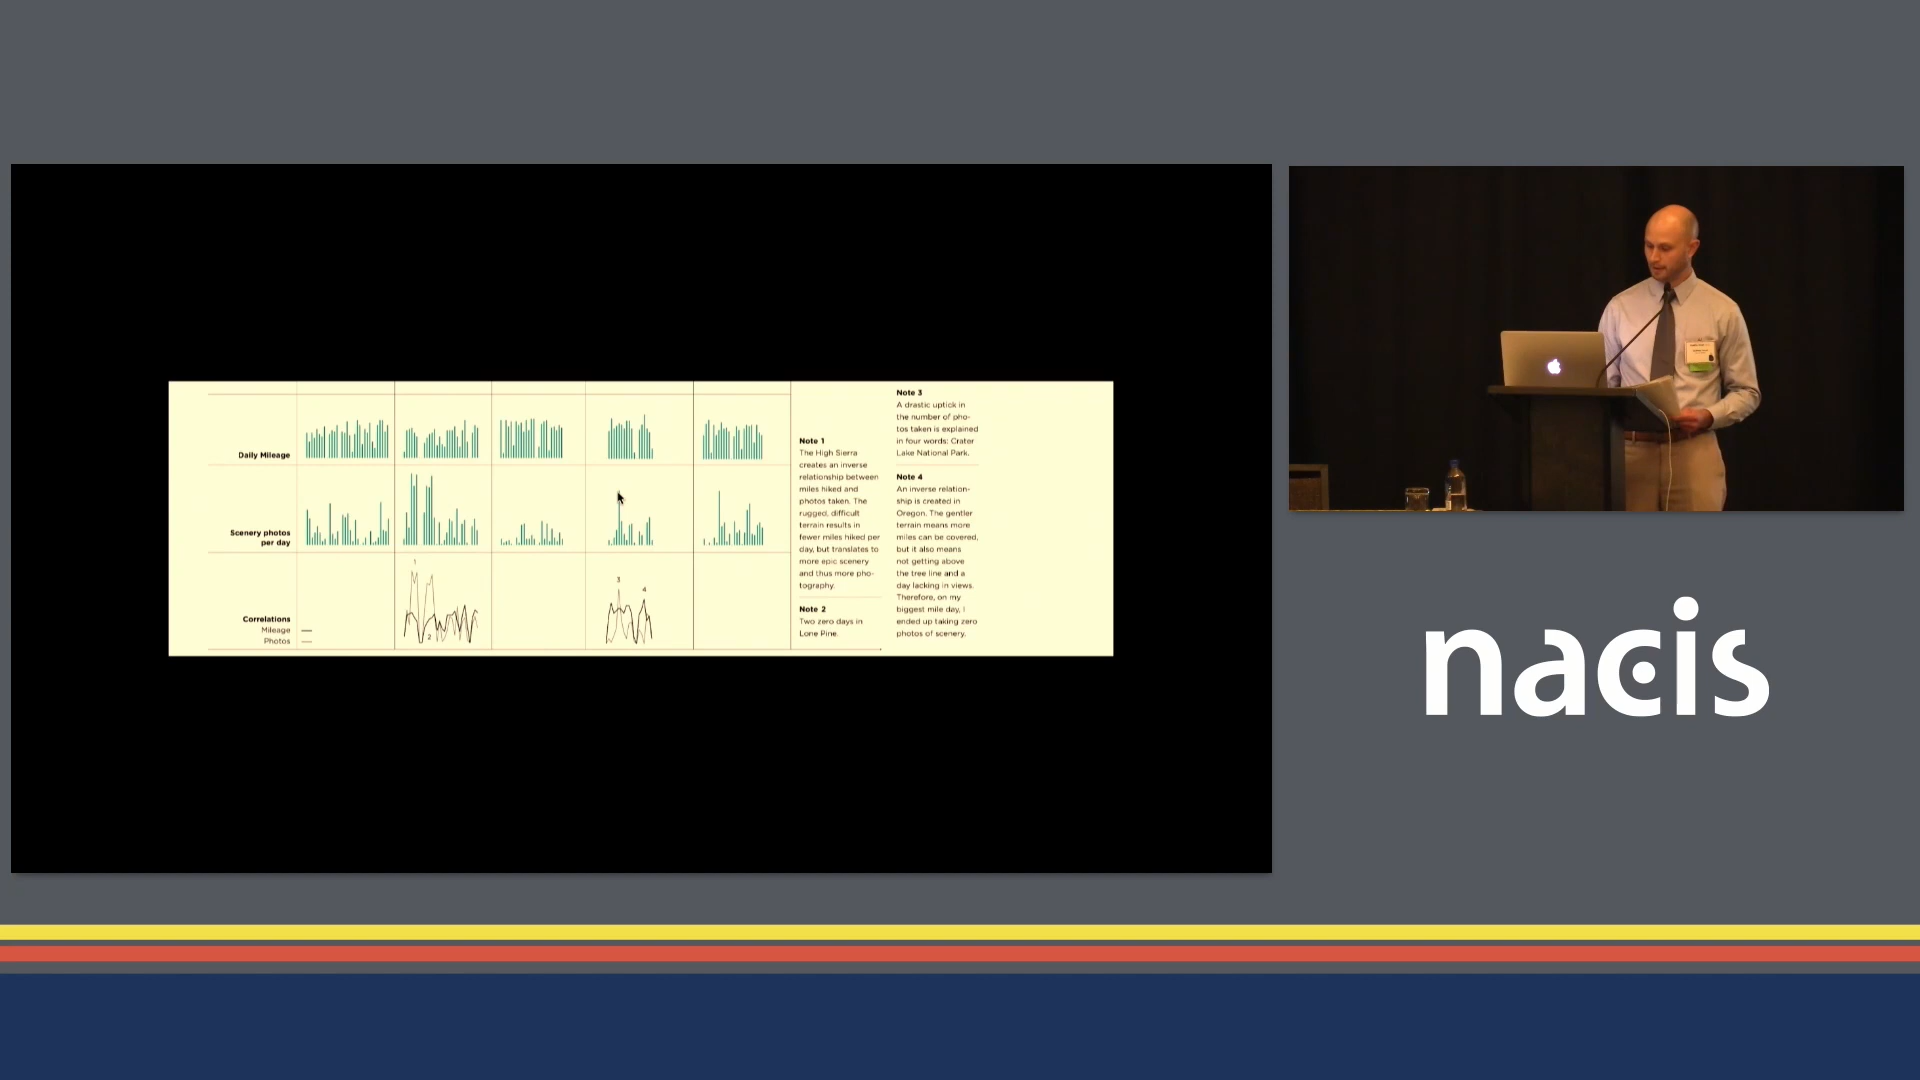 Daily Mileage
Scenery photos
per day
Correlations
Mileage
Photos
1
2
3
4
Note 1
The High Sierra
creates an inverse
relationship between
miles hiked and
photos taken. The
rugged, difficult
terrain results in
fewer miles hiked per
day, but translates to
more epic scenery
and thus more pho-
tography.
Note 2
Two zero days in
Lone Pine.
Note 3
A drastic uptick in
the number of pho-
tos taken is explained
in four words: Crater
Lake National Park.
Note 4
An inverse relation-
ship is created in
Oregon. The gentler
terrain means more
miles can be covered,
but it also means
not getting above
the tree line and a
day lacking in views.
Therefore, on my
biggest mile day, I
ended up taking zero
photos of scenery.
nacis